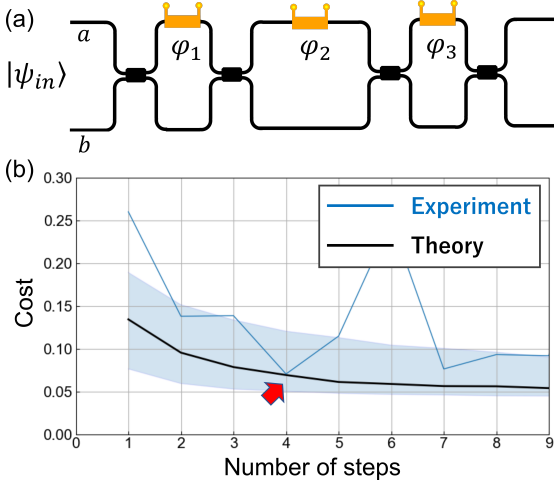 (a)
a
φ1
φ2
φ3
|ψin⟩
b
(b)
0.30
0.25
0.20
0.15
0.10
0.05
0.00
Cost
Experiment
Theory
0 1 2 3 4 5 6 7 8 9
Number of steps